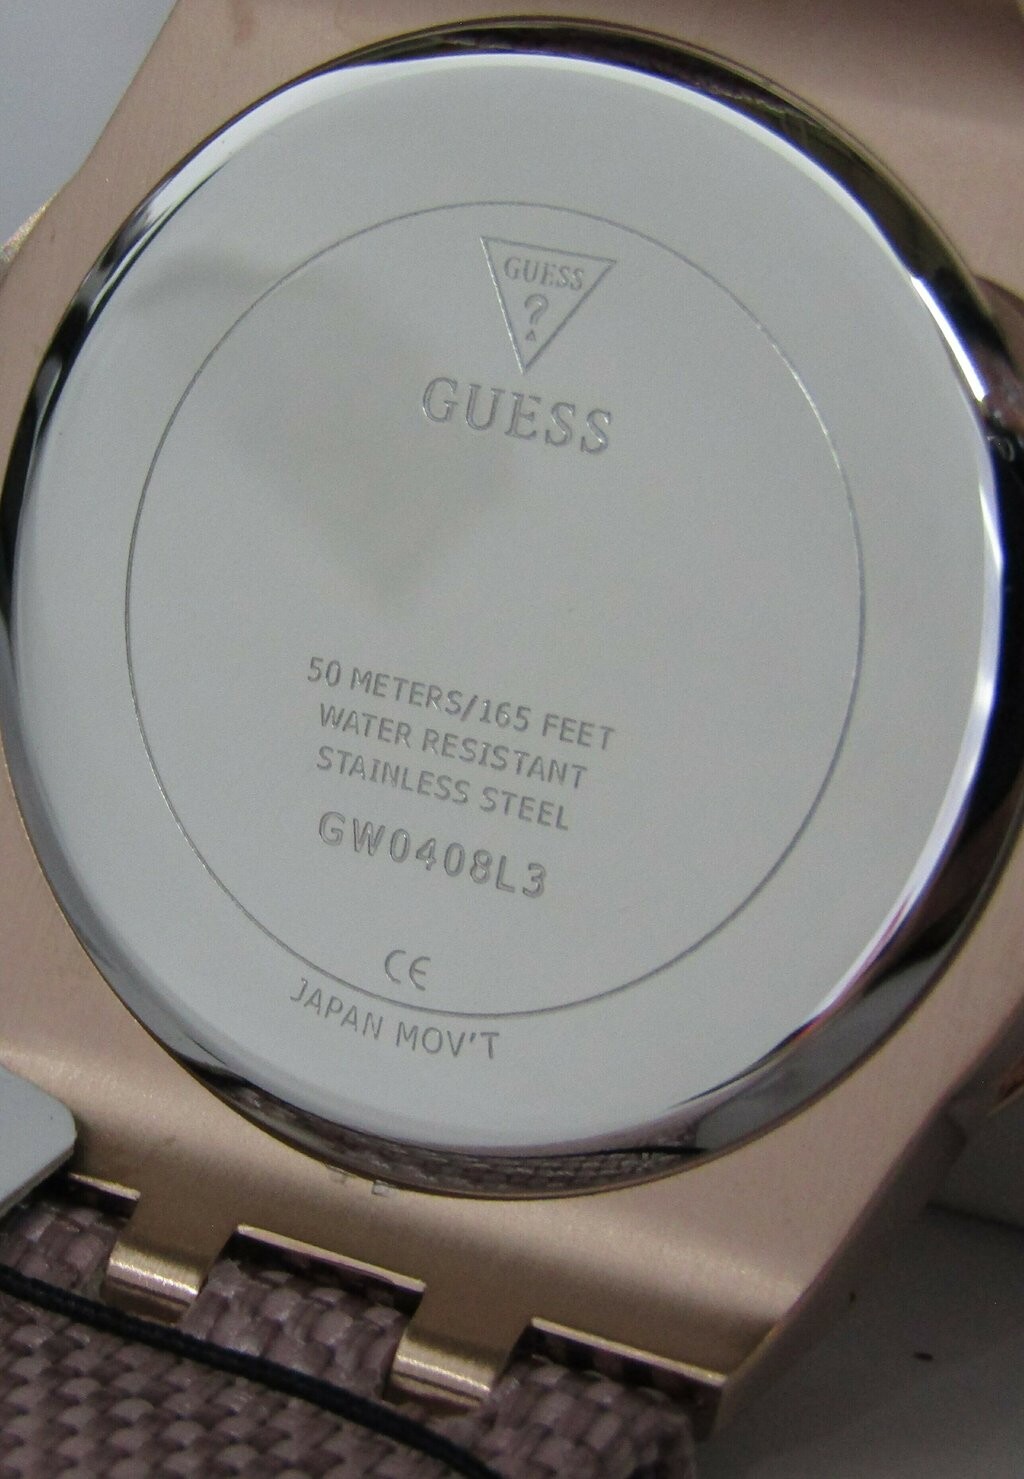 GUESS
?
GUESS
50 METERS/165 FEET
WATER RESISTANT
STAINLESS STEEL
GW0408L3
CE
JAPAN MOV'T